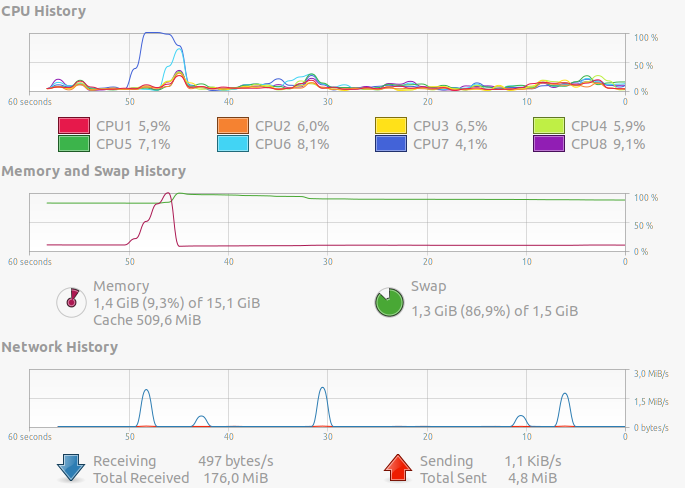 CPU History
100 %
50 %
0 %
60 seconds 50 40 30 20 10 0
CPU1 5,9% CPU2 6,0% CPU3 6,5% CPU4 5,9%
CPU5 7,1% CPU6 8,1% CPU7 4,1% CPU8 9,1%
Memory and Swap History
100 %
50 %
0 %
60 seconds 50 40 30 20 10 0
Memory
1,4 GiB (9,3%) of 15,1 GiB
Cache 509,6 MiB
Swap
1,3 GiB (86,9%) of 1,5 GiB
Network History
3,0 MiB/s
1,5 MiB/s
0 bytes/s
60 seconds 50 40 30 20 10 0
Receiving 497 bytes/s
Total Received 176,0 MiB
Sending 1,1 KiB/s
Total Sent 4,8 MiB